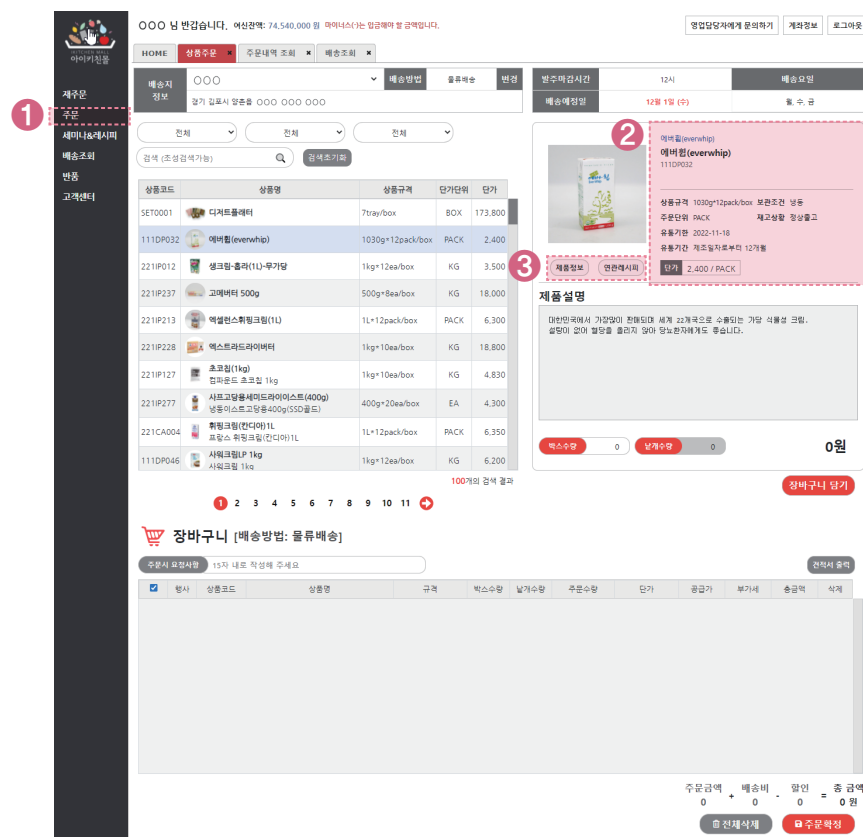 KITCHEN MALL
아이키친몰
재주문
1
주문
세미나&레시피
배송조회
반품
고객센터
○○○ 님 반갑습니다. 여신잔액: 74,540,000 원 마이너스(-)는 입금해야 할 금액입니다.
영업담당자에게 문의하기 계좌정보 로그아웃
HOME 상품주문 × 주문내역 조회 × 배송조회 ×
배송지 정보 ○○○ 배송방법 물류배송 변경
경기 김포시 양촌읍 ○○○ ○○○ ○○○
발주마감시간 12시 배송요일
배송예정일 12월 1일 (수) 월, 수, 금
전체 전체 전체
검색 (초성검색가능) 검색초기화
상품코드 상품명 상품규격 단가단위 단가
SET0001 디저트플래터 7tray/box BOX 173,800
111DP032 에버휩(everwhip) 1030g*12pack/box PACK 2,400
221IP012 생크림-홉라(1L)-무가당 1kg*12ea/box KG 3,500
221IP237 고메버터 500g 500g*8ea/box KG 18,000
221IP213 엑셀런스휘핑크림(1L) 1L*12pack/box PACK 6,300
221IP228 엑스트라드라이버터 1kg*10ea/box KG 18,800
221IP127 초코칩(1kg) 1kg*10ea/box KG 4,830
컴파운드 초코칩 1kg
221IP277 사프고당용세미드라이이스트(400g) 400g*20ea/box EA 4,300
냉동이스트고당용400g(SSD골드)
221CA004 휘핑크림(칸디아)1L 1L*12pack/box PACK 6,350
프랑스 휘핑크림(칸디아)1L
111DP046 사워크림LP 1kg 1kg*12ea/box KG 6,200
사워크림 1kg
100개의 검색 결과
1 2 3 4 5 6 7 8 9 10 11
2
에버휩(everwhip)
에버휩(everwhip)
111DP032
상품규격 1030g*12pack/box 보관조건 냉동
주문단위 PACK 재고상황 정상출고
유통기한 2022-11-18
유통기간 제조일자로부터 12개월
단가 2,400 / PACK
3
제품정보 연관레시피
제품설명
대한민국에서 가장많이 판매되며 세계 22개국으로 수출되는 가당 식물성 크림.
설탕이 없어 혈당을 올리지 않아 당뇨환자에게도 좋습니다.
박스수량 0 낱개수량 0 0원
장바구니 담기
장바구니 [배송방법: 물류배송]
주문시 요청사항 15자 내로 작성해 주세요 견적서 출력
행사 상품코드 상품명 규격 박스수량 낱개수량 주문수량 단가 공급가 부가세 총금액 삭제
주문금액 + 배송비 - 할인 = 총 금액
0 0 0 0 원
전체삭제 주문확정